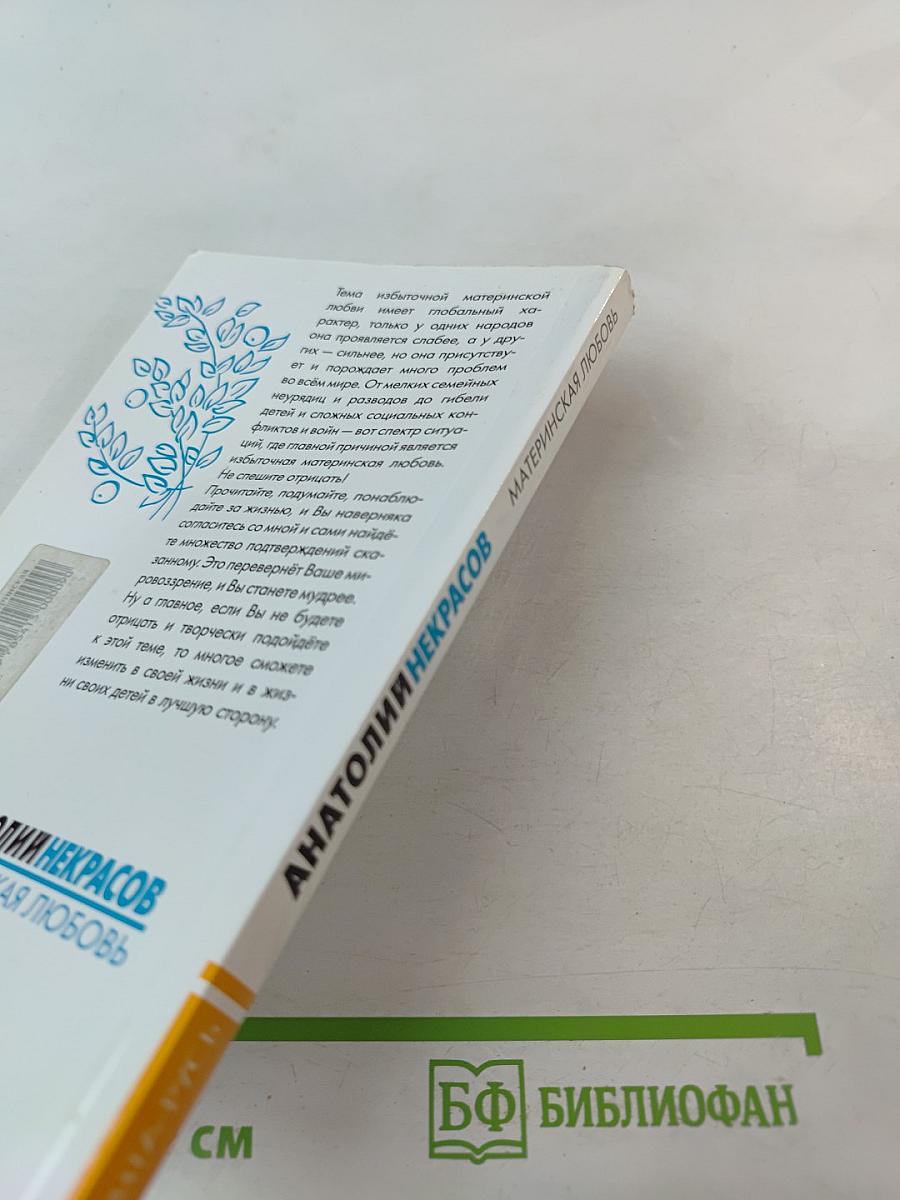 Тема избыточной материнской
любви имеет глобальный ха-
рактер, только у одних народов
она проявляется слабее, а у дру-
гих — сильнее, но она присутству-
ет и порождает много проблем
во всём мире. От мелких семейных
неурядиц и разводов до гибели
детей и сложных социальных кон-
фликтов и войн — вот спектр ситуа-
ций, где главной причиной является
избыточная материнская любовь.
Не спешите отрицать!
Прочитайте, подумайте, понаблю-
дайте за жизнью, и Вы наверняка
согласитесь со мной и сами найдё-
те множество подтверждений ска-
занному. Это перевернёт Ваше ми-
ровоззрение, и Вы станете мудрее.
Ну а главное, если Вы не будете
отрицать и творчески подойдёте
к этой теме, то многое сможете
изменить в своей жизни и в жиз-
ни своих детей в лучшую сторону.
ОЛИЙ НЕКРАСОВ
КАЯ ЛЮБОВЬ
АНАТОЛИЙ НЕКРАСОВ МАТЕРИНСКАЯ ЛЮБОВЬ
СМ
БФ БИБЛИОФАН